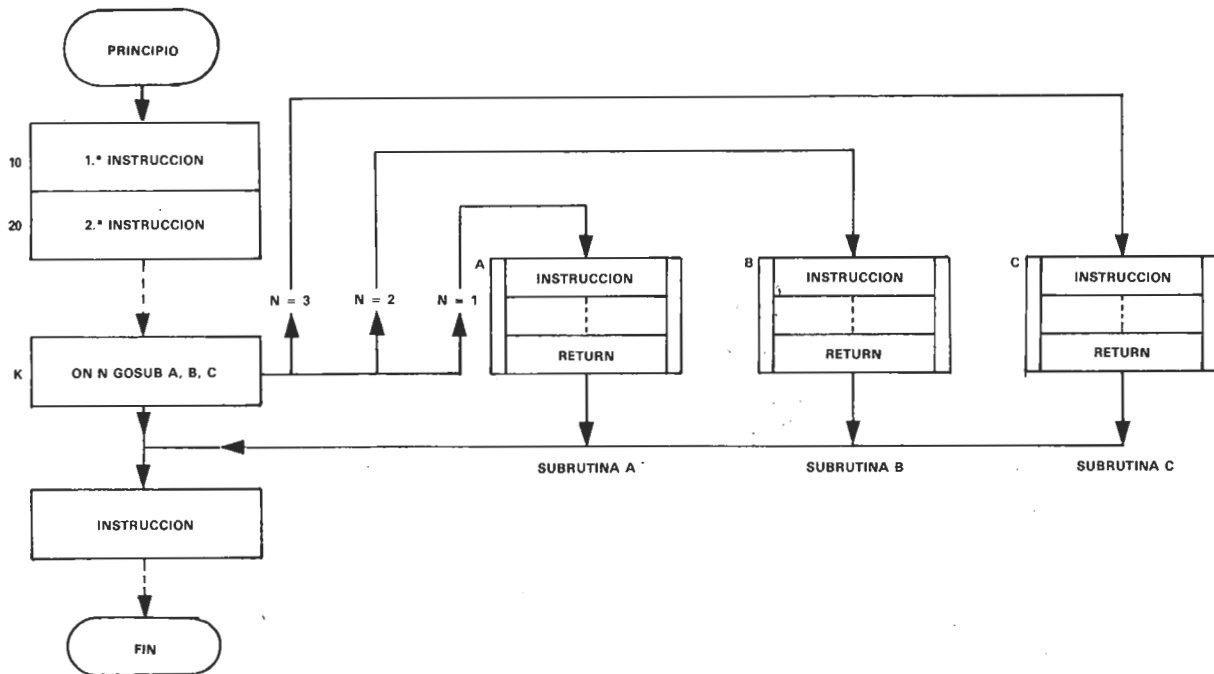 PRINCIPIO
10
1.ª INSTRUCCION
20
2.ª INSTRUCCION
N = 3
N = 2
N = 1
K
ON N GOSUB A, B, C
A
INSTRUCCION
RETURN
SUBRUTINA A
B
INSTRUCCION
RETURN
SUBRUTINA B
C
INSTRUCCION
RETURN
SUBRUTINA C
INSTRUCCION
FIN